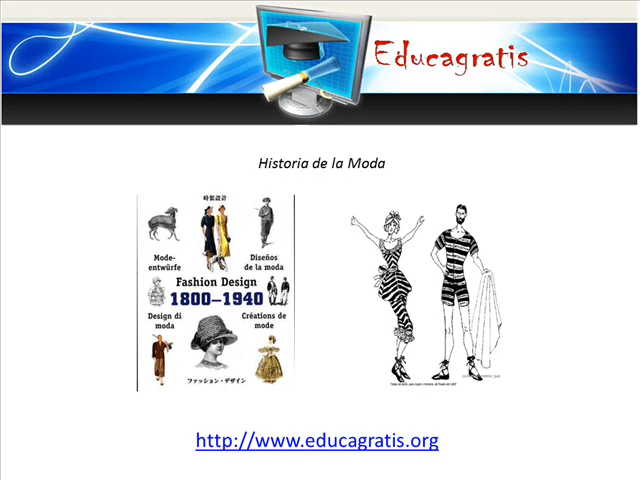 Educagratis
Historia de la Moda
時装設計
Mode-
entwürfe
Diseños
de la moda
Fashion Design
1800–1940
Design di
moda
Créations de
mode
ファッション・デザイン
http://www.educagratis.org